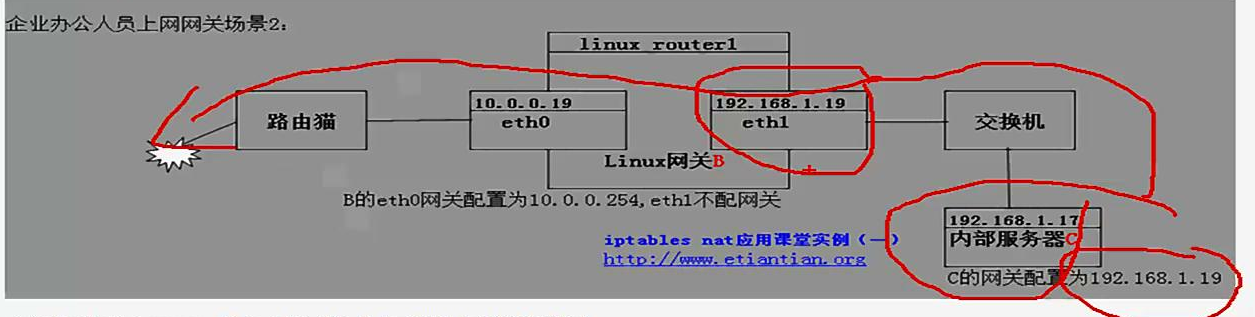 企业办公人员上网网关场景2:
linux router1
10.0.0.19
192.168.1.19
路由猫
eth0
eth1
交换机
Linux网关B
B的eth0网关配置为10.0.0.254,eth1不配网关
192.168.1.17
iptables nat应用课堂实例（一）
内部服务器C
http://www.etiantian.org
C的网关配置为192.168.1.19